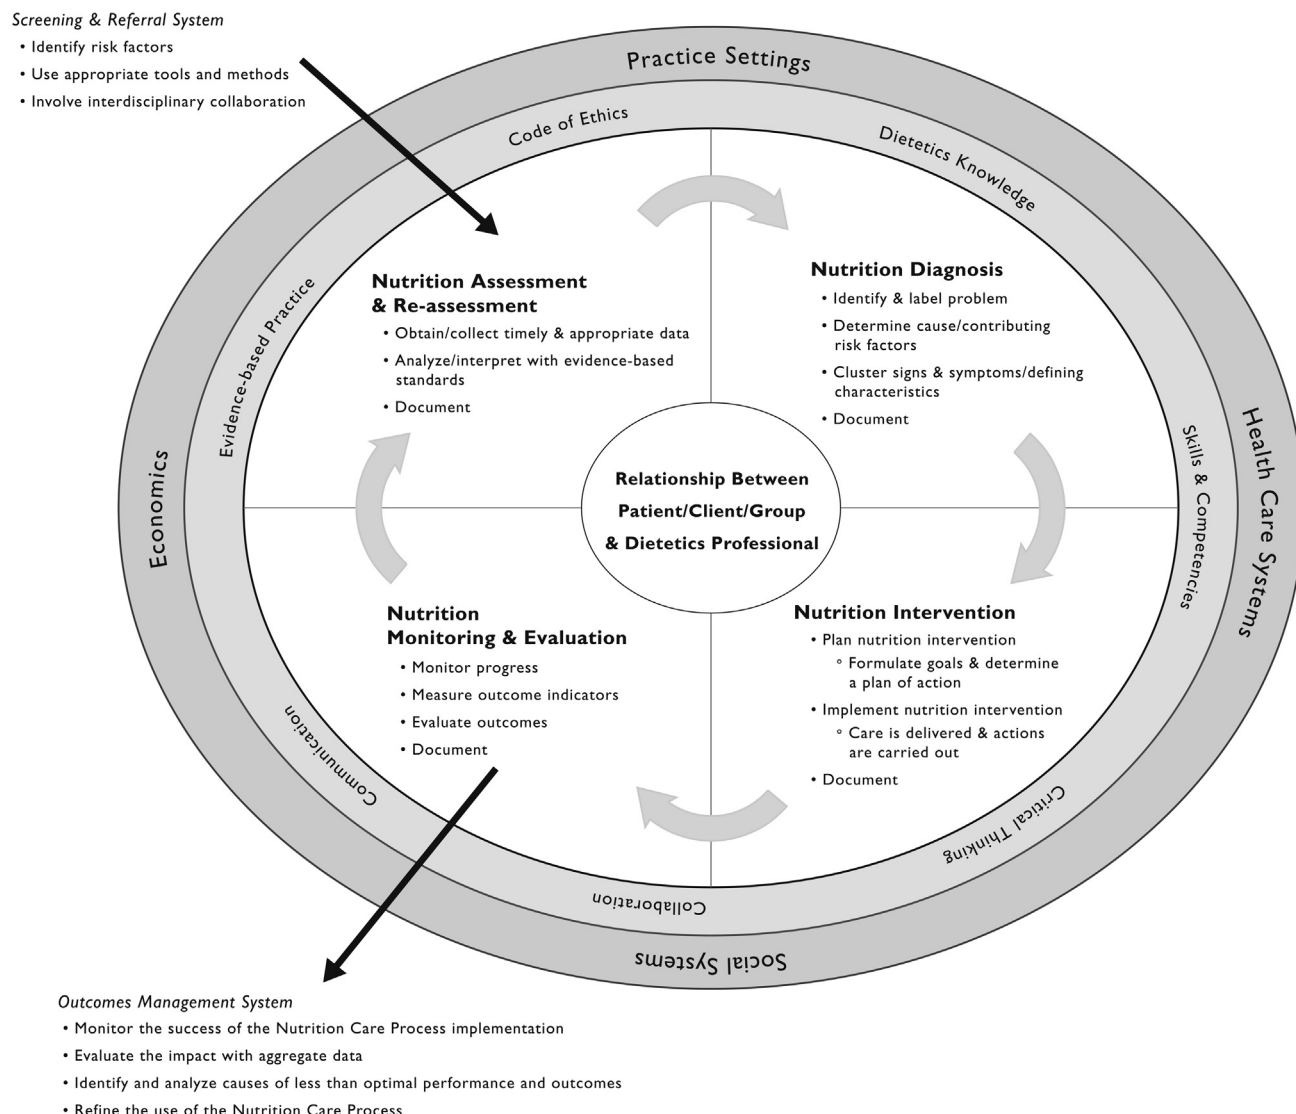 Screening & Referral System
• Identify risk factors
• Use appropriate tools and methods
• Involve interdisciplinary collaboration
Practice Settings
Code of Ethics
Dietetics Knowledge
Evidence-based Practice
Economics
Nutrition Assessment
& Re-assessment
• Obtain/collect timely & appropriate data
• Analyze/interpret with evidence-based
standards
• Document
Nutrition Diagnosis
• Identify & label problem
• Determine cause/contributing
risk factors
• Cluster signs & symptoms/defining
characteristics
• Document
Skills & Competencies
Health Care Systems
Relationship Between
Patient/Client/Group
& Dietetics Professional
Nutrition
Monitoring & Evaluation
• Monitor progress
• Measure outcome indicators
• Evaluate outcomes
• Document
Nutrition Intervention
• Plan nutrition intervention
° Formulate goals & determine
a plan of action
• Implement nutrition intervention
° Care is delivered & actions
are carried out
• Document
Communication
Critical Thinking
Collaboration
Social Systems
Outcomes Management System
• Monitor the success of the Nutrition Care Process implementation
• Evaluate the impact with aggregate data
• Identify and analyze causes of less than optimal performance and outcomes
• Refine the use of the Nutrition Care Process